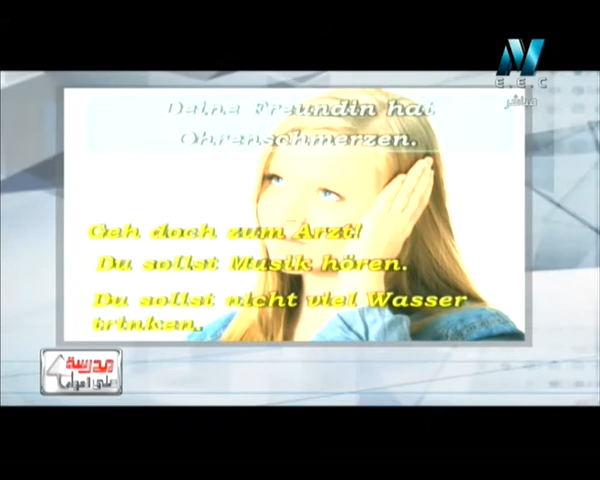 E.E.C
مباشر
Deine Freundin hat
Ohrenschmerzen.
Geh doch zum Arzt!
Du sollst Musik hören.
Du sollst nicht viel Wasser
trinken.
مدرسة
على الهواء